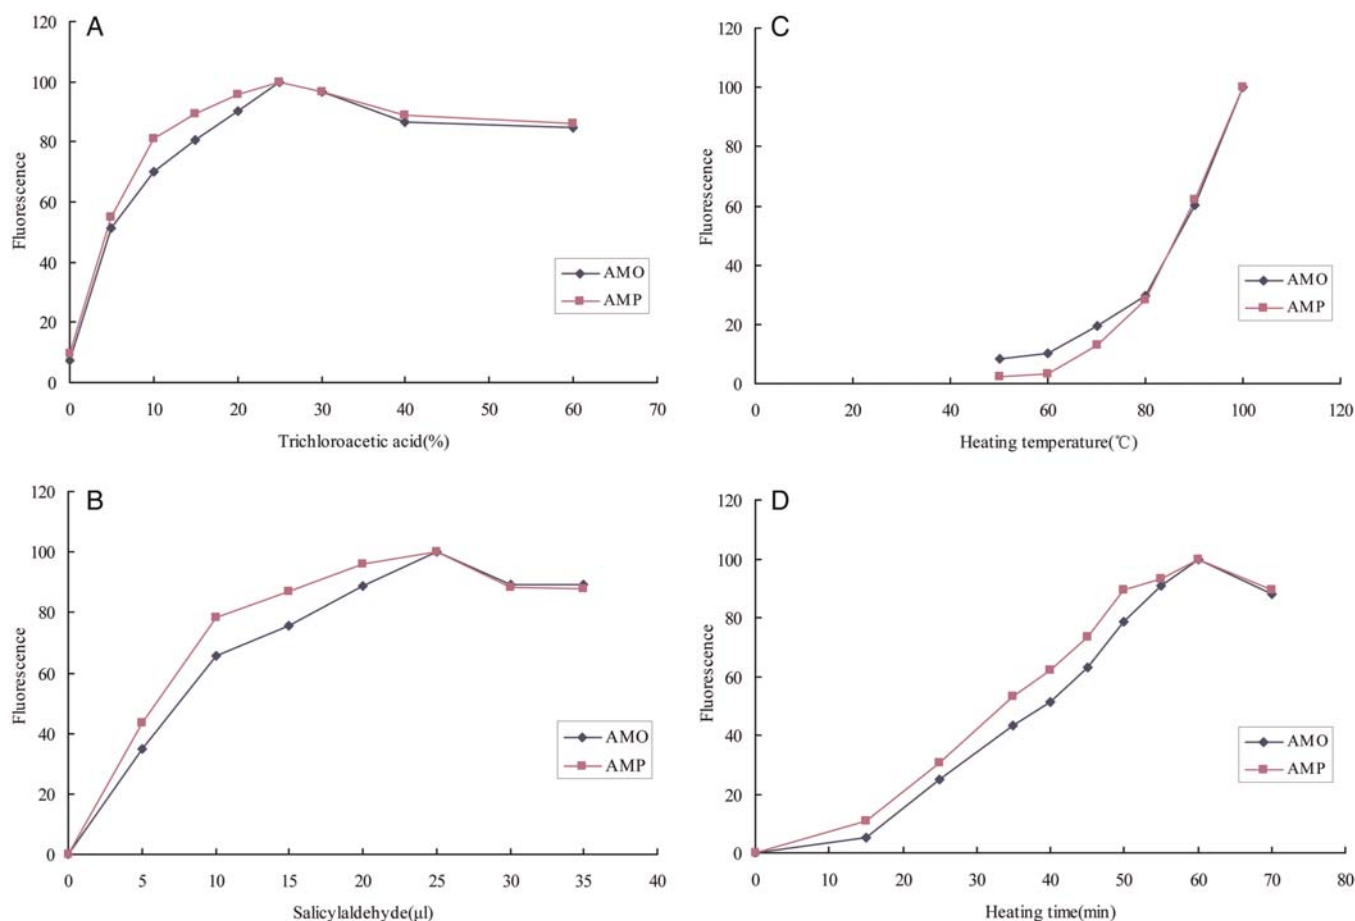 A
120
100
80
60
40
20
0
Fluorescence
0 10 20 30 40 50 60 70
Trichloroacetic acid(%)
AMO
AMP
C
120
100
80
60
40
20
0
Fluorescence
0 20 40 60 80 100 120
Heating temperature(℃)
AMO
AMP
B
120
100
80
60
40
20
0
Fluorescence
0 5 10 15 20 25 30 35 40
Salicylaldehyde(μl)
AMO
AMP
D
120
100
80
60
40
20
0
Fluorescence
0 10 20 30 40 50 60 70 80
Heating time(min)
AMO
AMP